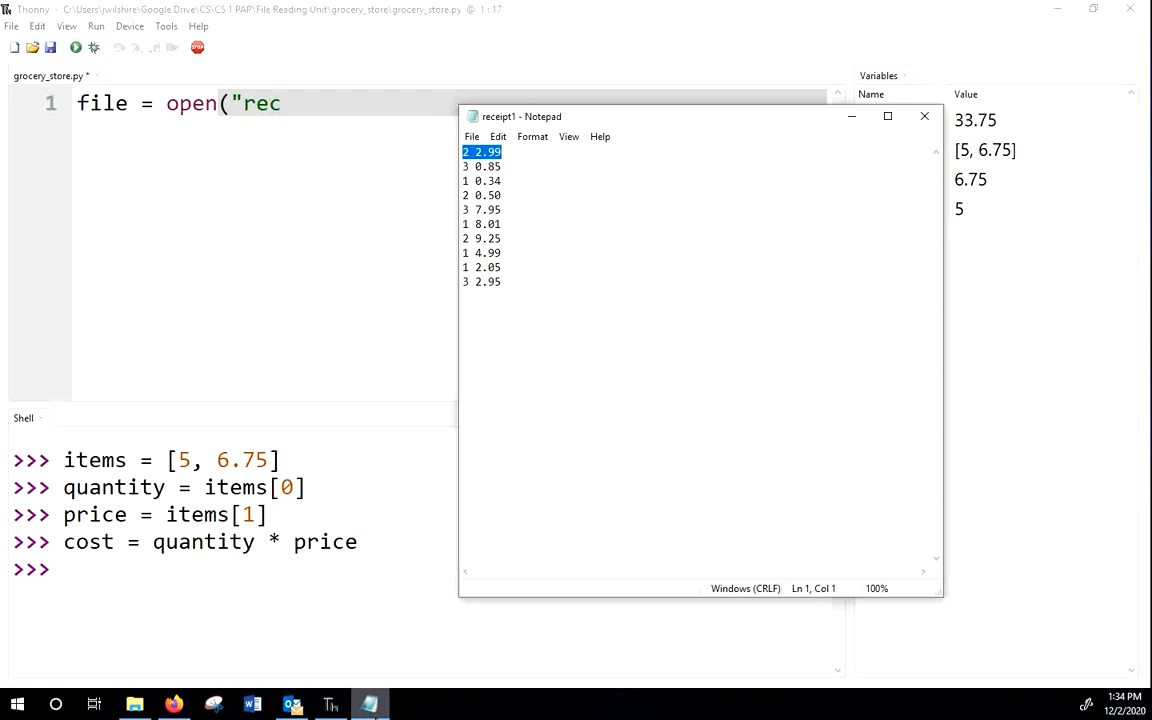 Thonny - C:\Users\jwilshire\Google Drive\CS\CS 1 PAP\File Reading Unit\grocery_store\grocery_store.py @ 1:17
File Edit View Run Device Tools Help
STOP
grocery_store.py *
1 file = open("rec
receipt1 - Notepad
File Edit Format View Help
2 2.99
3 0.85
1 0.34
2 0.50
3 7.95
1 8.01
2 9.25
1 4.99
1 2.05
3 2.95
Windows (CRLF) Ln 1, Col 1 100%
Variables
Name Value
33.75
[5, 6.75]
6.75
5
Shell
>>> items = [5, 6.75]
>>> quantity = items[0]
>>> price = items[1]
>>> cost = quantity * price
>>>
1:34 PM
12/2/2020